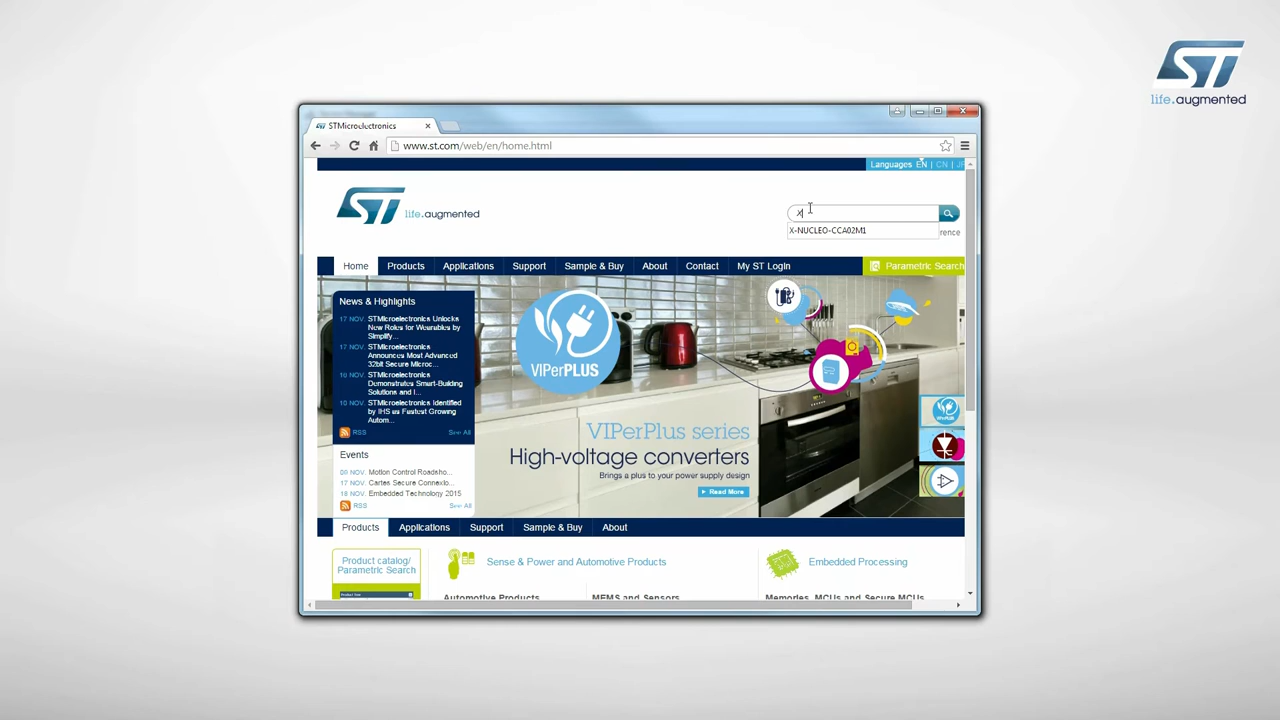 ST
life.augmented
STMicroelectronics
www.st.com/web/en/home.html
Languages EN | CN |
ST life.augmented
X
X-NUCLEO-CCA02M1
rence
Home Products Applications Support Sample & Buy About Contact My ST Login Parametric Search
News & Highlights
17 NOV. STMicroelectronics Unlocks
New Roles for Wearables by
Simplify...
17 NOV. STMicroelectronics
Announces Most Advanced
32bit Secure Microc...
10 NOV. STMicroelectronics
Demonstrates Smart-Building
Solutions and I...
10 NOV. STMicroelectronics Identified
by IHS as Fastest Growing
Autom...
RSS See All
Events
Motion Control Roadsho...
17 NOV. Cartes Secure Connexio...
18 NOV. Embedded Technology 2015
RSS See All
VIPerPLUS
VIPerPlus series
High-voltage converters
Brings a plus to your power supply design
Read More
Products Applications Support Sample & Buy About
Product catalog/
Parametric Search
Sense & Power and Automotive Products
Embedded Processing
Automotive Products
MEMS and Sensors
Memories, MCUs and Secure MCUs